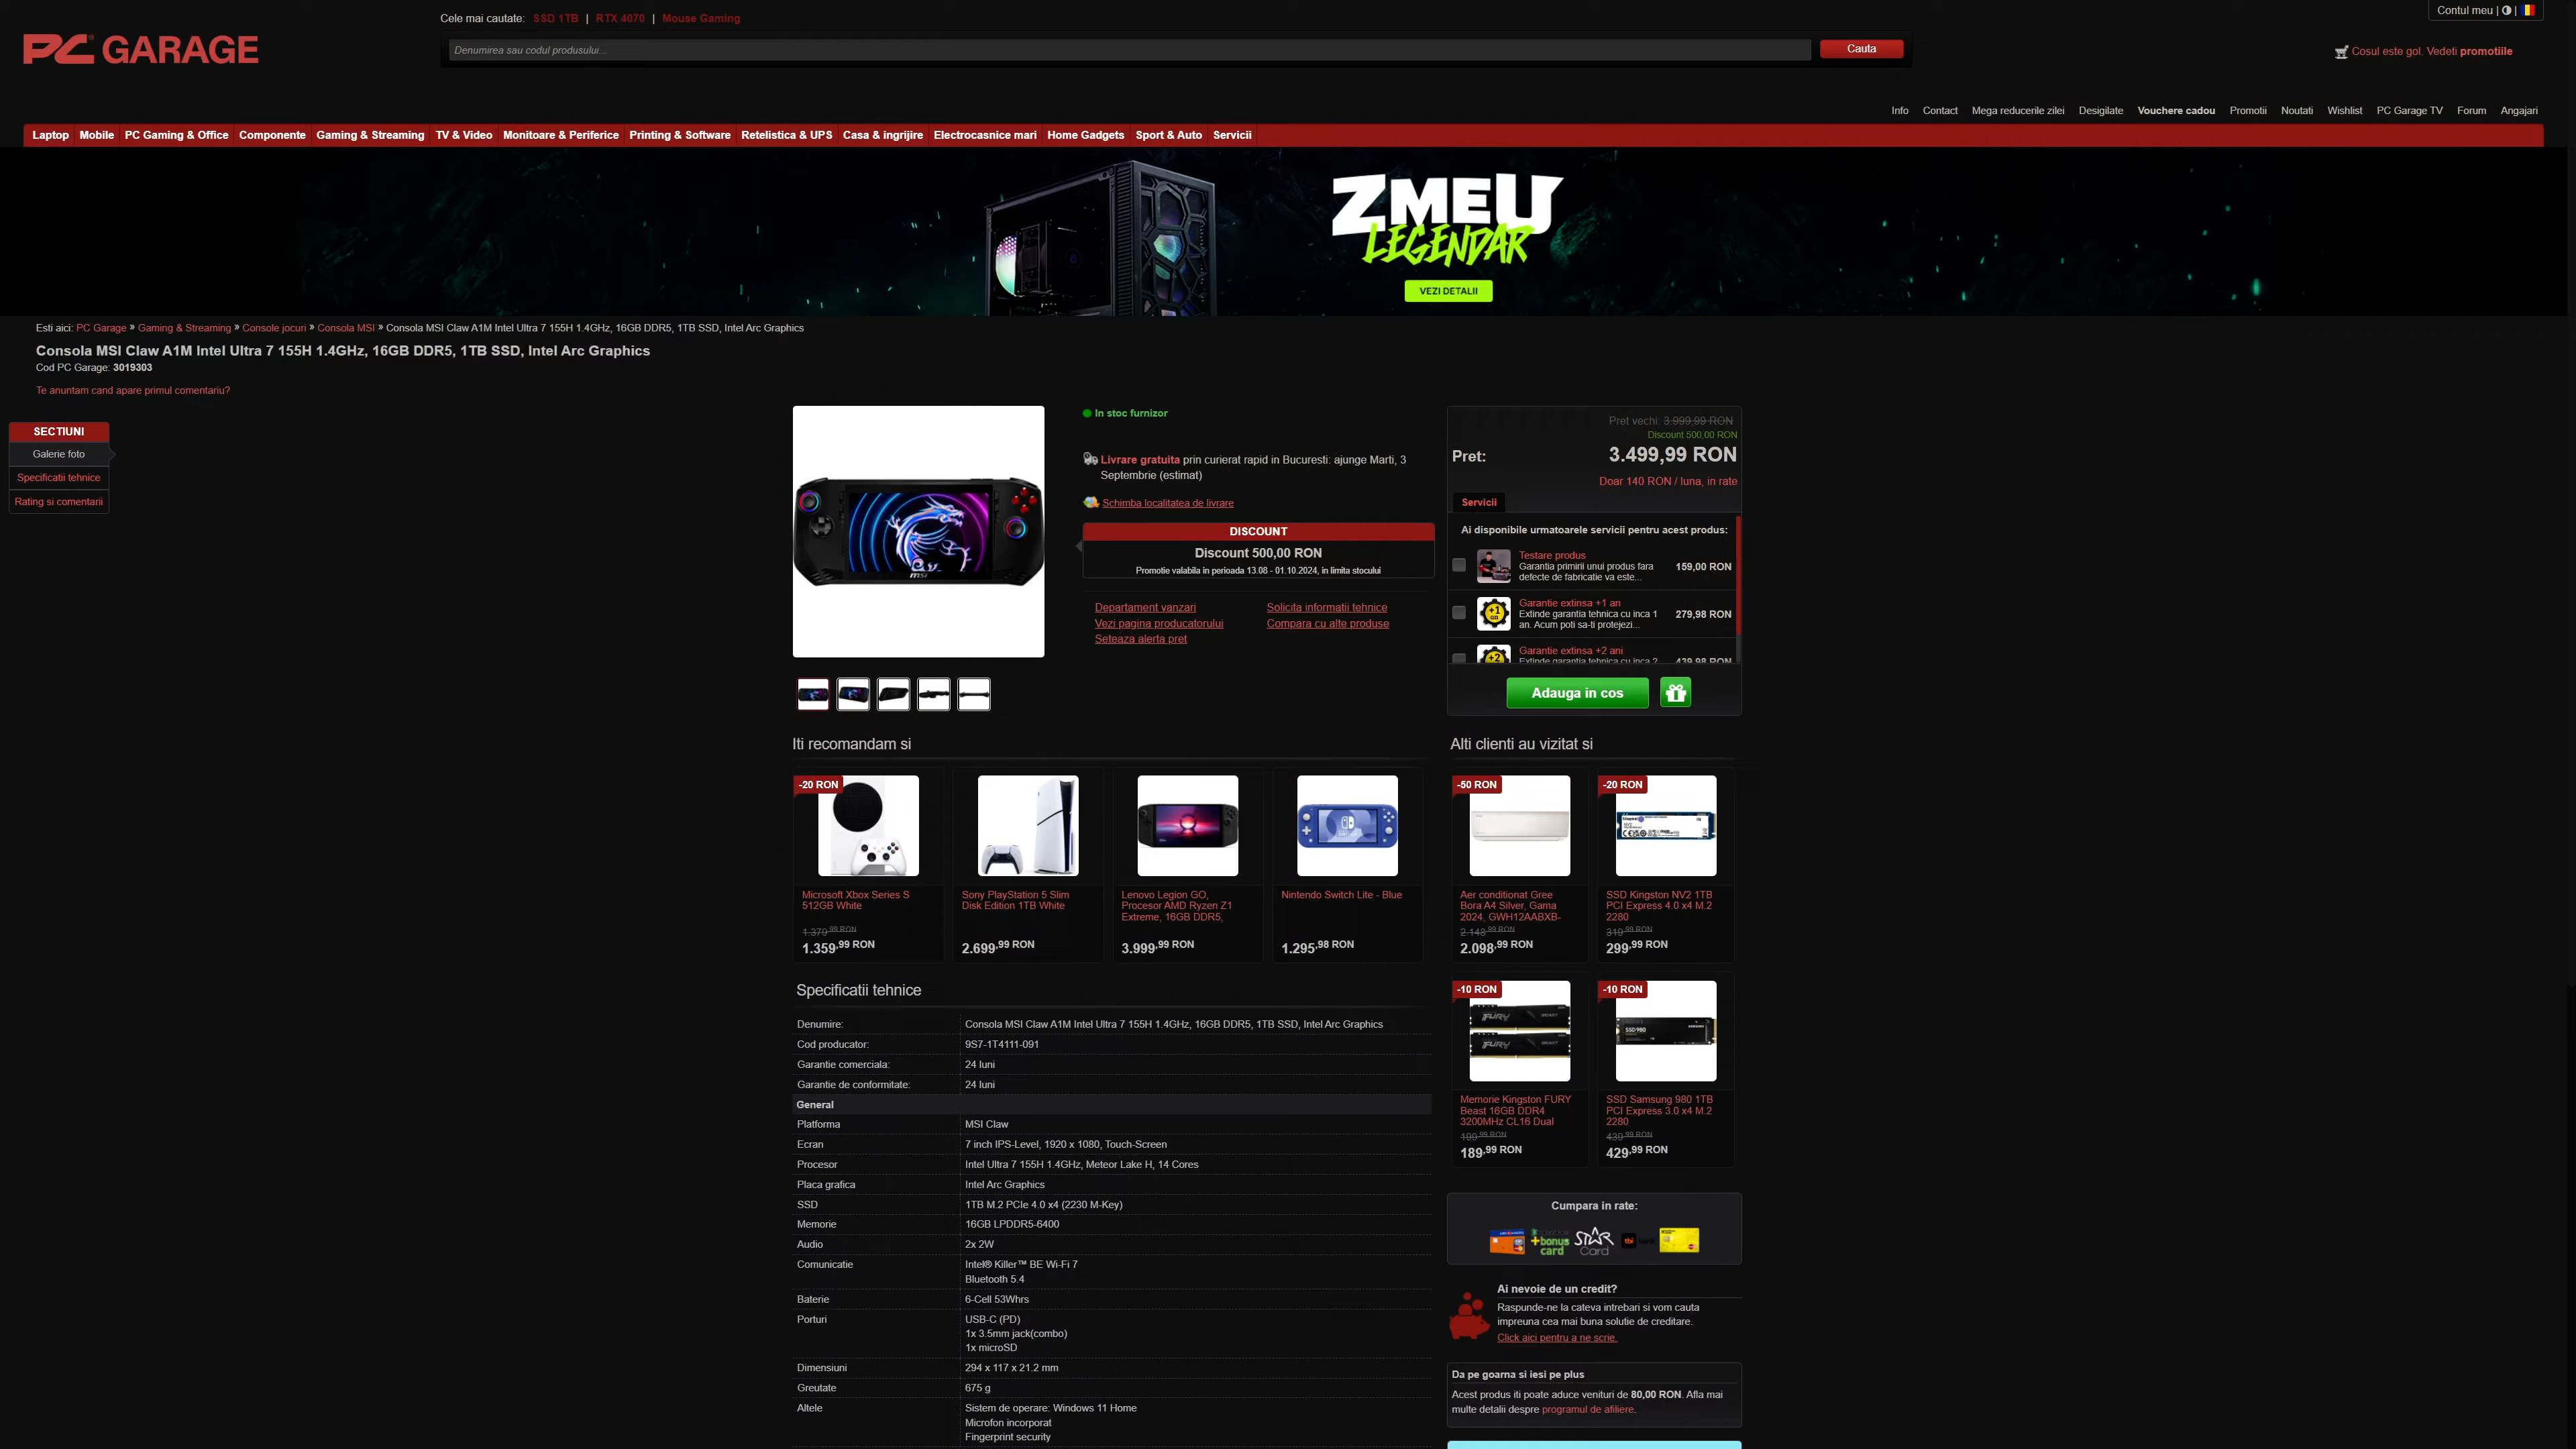 Cele mai cautate: SSD 1TB | RTX 4070 | Mouse Gaming
Contul meu | |
PC GARAGE
Denumirea sau codul produsului...
Cauta
Cosul este gol. Vedeti promotiile
Info Contact Mega reducerile zilei Desigilate Vouchere cadou Promotii Noutati Wishlist PC Garage TV Forum Angajari
Laptop Mobile PC Gaming & Office Componente Gaming & Streaming TV & Video Monitoare & Periferice Printing & Software Retelistica & UPS Casa & ingrijire Electrocasnice mari Home Gadgets Sport & Auto Servicii
ZMEU
LEGENDAR
VEZI DETALII
Esti aici: PC Garage » Gaming & Streaming » Console jocuri » Consola MSI » Consola MSI Claw A1M Intel Ultra 7 155H 1.4GHz, 16GB DDR5, 1TB SSD, Intel Arc Graphics
Consola MSI Claw A1M Intel Ultra 7 155H 1.4GHz, 16GB DDR5, 1TB SSD, Intel Arc Graphics
Cod PC Garage: 3019303
Te anuntam cand apare primul comentariu?
SECTIUNI
Galerie foto
Specificatii tehnice
Rating si comentarii
msi
In stoc furnizor
Livrare gratuita prin curierat rapid in Bucuresti: ajunge Marti, 3
Septembrie (estimat)
Schimba localitatea de livrare
DISCOUNT
Discount 500,00 RON
Promotie valabila in perioada 13.08 - 01.10.2024, in limita stocului
Departament vanzari
Solicita informatii tehnice
Vezi pagina producatorului
Compara cu alte produse
Seteaza alerta pret
Pret vechi: 3.999,99 RON
Discount 500,00 RON
Pret: 3.499,99 RON
Doar 140 RON / luna, in rate
Servicii
Ai disponibile urmatoarele servicii pentru acest produs:
Testare produs
Garantia primirii unui produs fara
defecte de fabricatie va este...
159,00 RON
+1
an
Garantie extinsa +1 an
Extinde garantia tehnica cu inca 1
an. Acum poti sa-ti protejezi...
279,98 RON
+2
Garantie extinsa +2 ani
Extinde garantia tehnica cu inca 2
439,98 RON
Adauga in cos
Iti recomandam si
-20 RON
Microsoft Xbox Series S
512GB White
1.379,99 RON
1.359,99 RON
Sony PlayStation 5 Slim
Disk Edition 1TB White
2.699,99 RON
Lenovo Legion GO,
Procesor AMD Ryzen Z1
Extreme, 16GB DDR5,
3.999,99 RON
Nintendo Switch Lite - Blue
1.295,98 RON
Alti clienti au vizitat si
-50 RON
Aer conditionat Gree
Bora A4 Silver, Gama
2024, GWH12AABXB-
2.148,99 RON
2.098,99 RON
-20 RON
SSD Kingston NV2 1TB
PCI Express 4.0 x4 M.2
2280
319,99 RON
299,99 RON
-10 RON
FURY BEAST
FURY BEAST
Memorie Kingston FURY
Beast 16GB DDR4
3200MHz CL16 Dual
199,99 RON
189,99 RON
-10 RON
SSD 980
SSD Samsung 980 1TB
PCI Express 3.0 x4 M.2
2280
439,99 RON
429,99 RON
Specificatii tehnice
Denumire: Consola MSI Claw A1M Intel Ultra 7 155H 1.4GHz, 16GB DDR5, 1TB SSD, Intel Arc Graphics
Cod producator: 9S7-1T4111-091
Garantie comerciala: 24 luni
Garantie de conformitate: 24 luni
General
Platforma MSI Claw
Ecran 7 inch IPS-Level, 1920 x 1080, Touch-Screen
Procesor Intel Ultra 7 155H 1.4GHz, Meteor Lake H, 14 Cores
Placa grafica Intel Arc Graphics
SSD 1TB M.2 PCIe 4.0 x4 (2230 M-Key)
Memorie 16GB LPDDR5-6400
Audio 2x 2W
Comunicatie Intel® Killer™ BE Wi-Fi 7
Bluetooth 5.4
Baterie 6-Cell 53Whrs
Porturi USB-C (PD)
1x 3.5mm jack(combo)
1x microSD
Dimensiuni 294 x 117 x 21.2 mm
Greutate 675 g
Altele Sistem de operare: Windows 11 Home
Microfon incorporat
Fingerprint security
Cumpara in rate:
+bonus
card
STAR
Card
tbi
Ai nevoie de un credit?
Raspunde-ne la cateva intrebari si vom cauta
impreuna cea mai buna solutie de creditare.
Click aici pentru a ne scrie.
Da pe goarna si iesi pe plus
Acest produs iti poate aduce venituri de 80,00 RON. Afla mai
multe detalii despre programul de afiliere.